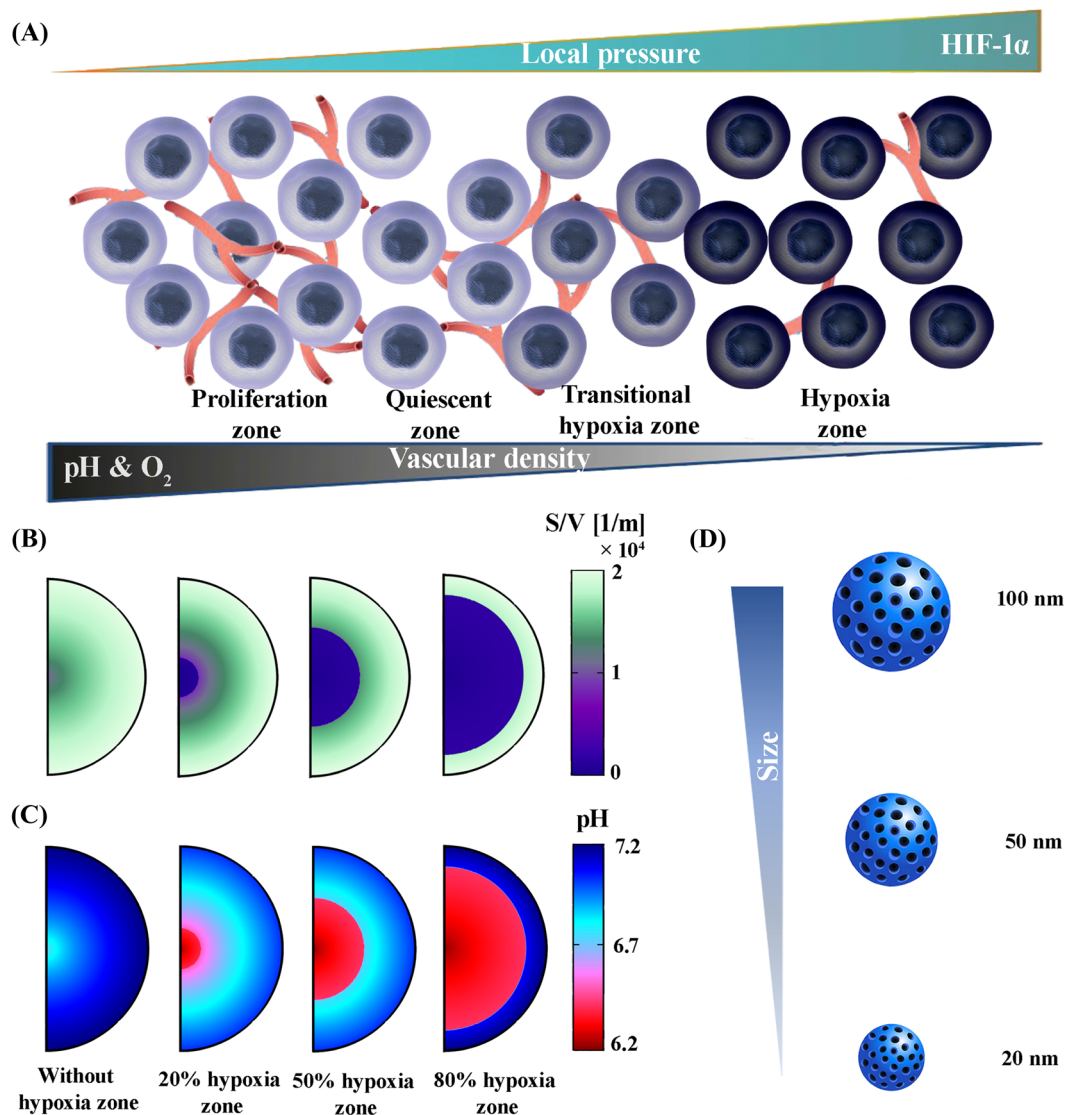 (A)
Local pressure
HIF-1α
Proliferation
zone
Quiescent
zone
Transitional
hypoxia zone
Hypoxia
zone
pH & O₂
Vascular density
(B)
S/V [1/m]
× 10⁴
2
1
0
(C)
pH
7.2
6.7
6.2
Without
hypoxia zone
20% hypoxia
zone
50% hypoxia
zone
80% hypoxia
zone
(D)
Size
100 nm
50 nm
20 nm